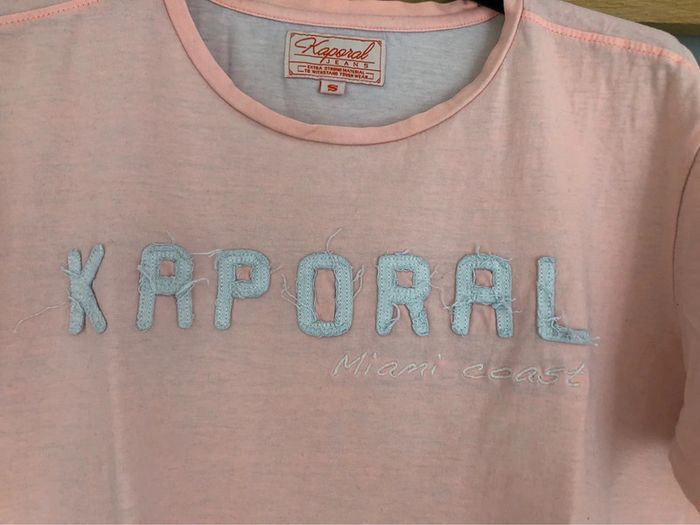 Kaporal
JEANS
EXTRA STRONG MATERIAL
TO WITHSTAND TOUGH WEAR
S
KAPORAL
Miami coast